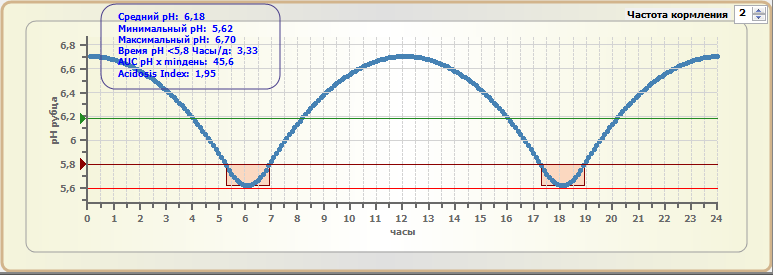 Частота кормления 2
Средний pH: 6,18
Минимальный pH: 5,62
Максимальный pH: 6,70
Время pH <5,8 Часы/д: 3,33
AUC pH x minдень: 45,6
Acidosis Index: 1,95
pH рубца
6,8
6,6
6,4
6,2
6
5,8
5,6
0 1 2 3 4 5 6 7 8 9 10 11 12 13 14 15 16 17 18 19 20 21 22 23 24
часы